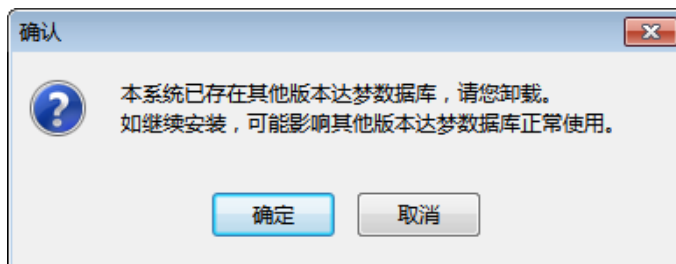 确认
本系统已存在其他版本达梦数据库，请您卸载。
如继续安装，可能影响其他版本达梦数据库正常使用。
确定
取消